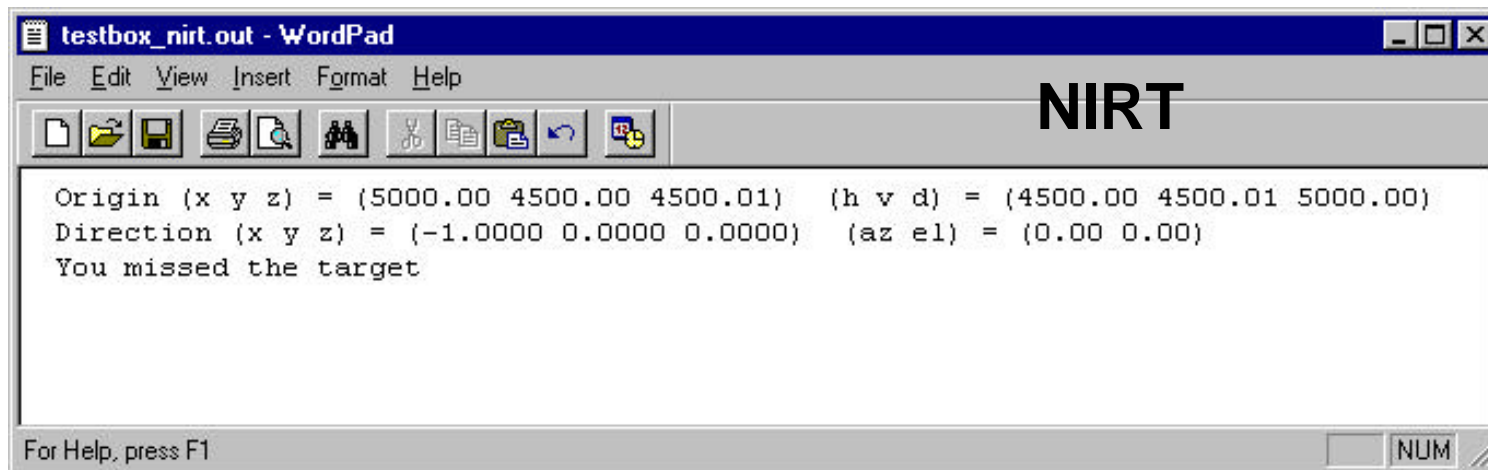 testbox_nirt.out - WordPad
File Edit View Insert Format Help
NIRT
Origin (x y z) = (5000.00 4500.00 4500.01) (h v d) = (4500.00 4500.01 5000.00)
Direction (x y z) = (-1.0000 0.0000 0.0000) (az el) = (0.00 0.00)
You missed the target
For Help, press F1
NUM